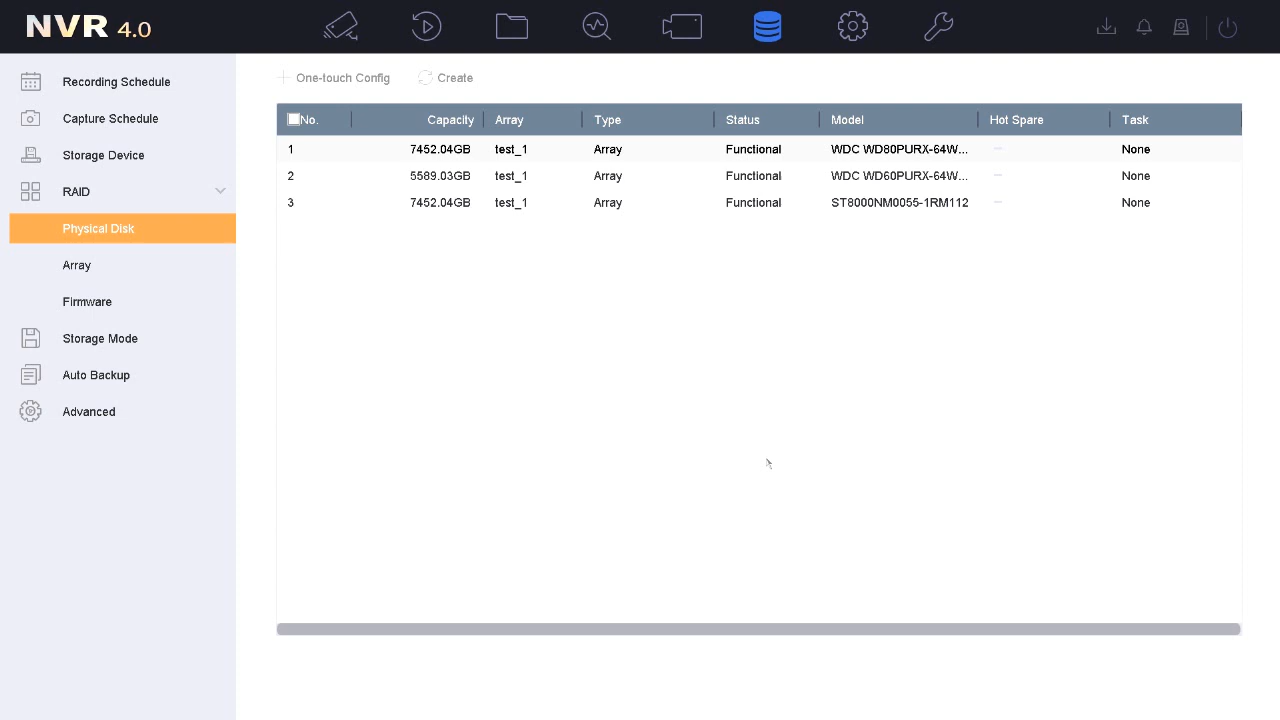 NVR 4.0
Recording Schedule
Capture Schedule
Storage Device
RAID
Physical Disk
Array
Firmware
Storage Mode
Auto Backup
Advanced
One-touch Config Create
No. Capacity Array Type Status Model Hot Spare Task
1 7452.04GB test_1 Array Functional WDC WD80PURX-64W... — None
2 5589.03GB test_1 Array Functional WDC WD60PURX-64W... — None
3 7452.04GB test_1 Array Functional ST8000NM0055-1RM112 — None